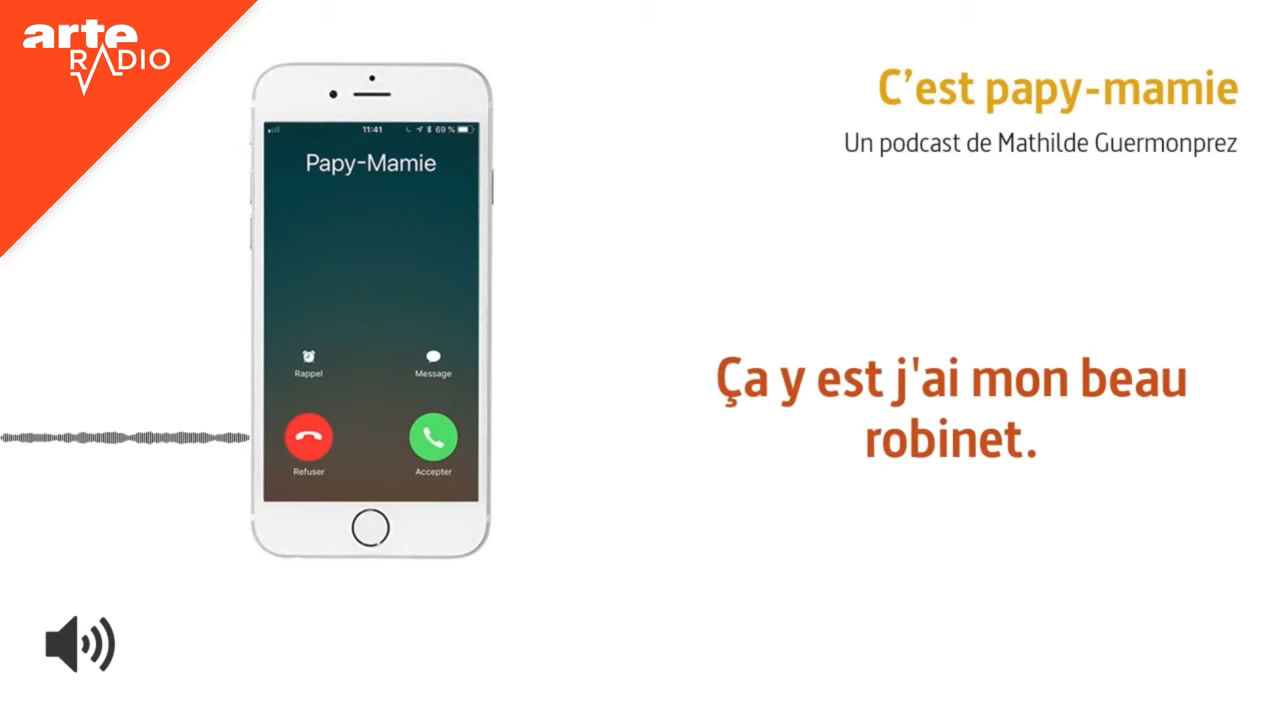 arte
RADIO
C’est papy-mamie
Un podcast de Mathilde Guermonprez
11:41
69 %
Papy-Mamie
Rappel
Message
Ça y est j'ai mon beau
robinet.
Refuser
Accepter